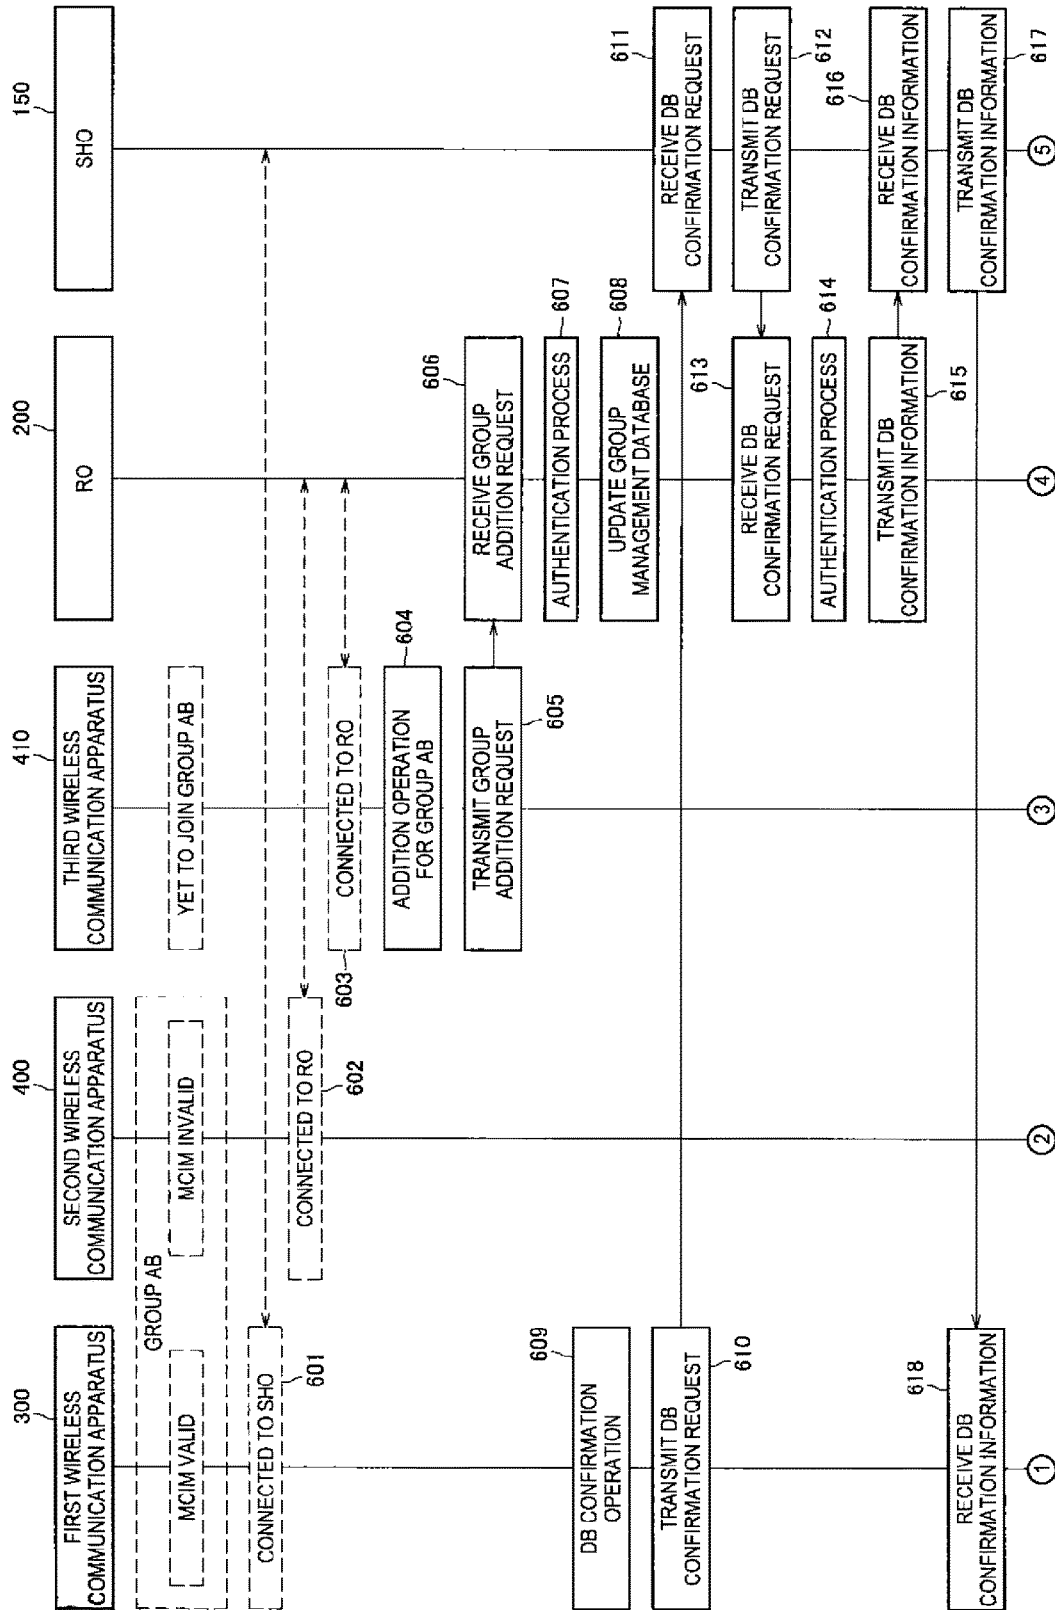 300
FIRST WIRELESS
COMMUNICATION APPARATUS
400
SECOND WIRELESS
COMMUNICATION APPARATUS
410
THIRD WIRELESS
COMMUNICATION APPARATUS
200
RO
150
SHO
GROUP AB
MCIM VALID
MCIM INVALID
YET TO JOIN GROUP AB
CONNECTED TO SHO
601
CONNECTED TO RO
602
CONNECTED TO RO
603
ADDITION OPERATION
FOR GROUP AB
604
TRANSMIT GROUP
ADDITION REQUEST
605
RECEIVE GROUP
ADDITION REQUEST
606
AUTHENTICATION PROCESS
607
UPDATE GROUP
MANAGEMENT DATABASE
608
DB CONFIRMATION
OPERATION
609
TRANSMIT DB
CONFIRMATION REQUEST
610
RECEIVE DB
CONFIRMATION REQUEST
611
TRANSMIT DB
CONFIRMATION REQUEST
612
RECEIVE DB
CONFIRMATION REQUEST
613
AUTHENTICATION PROCESS
614
TRANSMIT DB
CONFIRMATION INFORMATION
615
RECEIVE DB
CONFIRMATION INFORMATION
616
TRANSMIT DB
CONFIRMATION INFORMATION
617
RECEIVE DB
CONFIRMATION INFORMATION
618
1
2
3
4
5